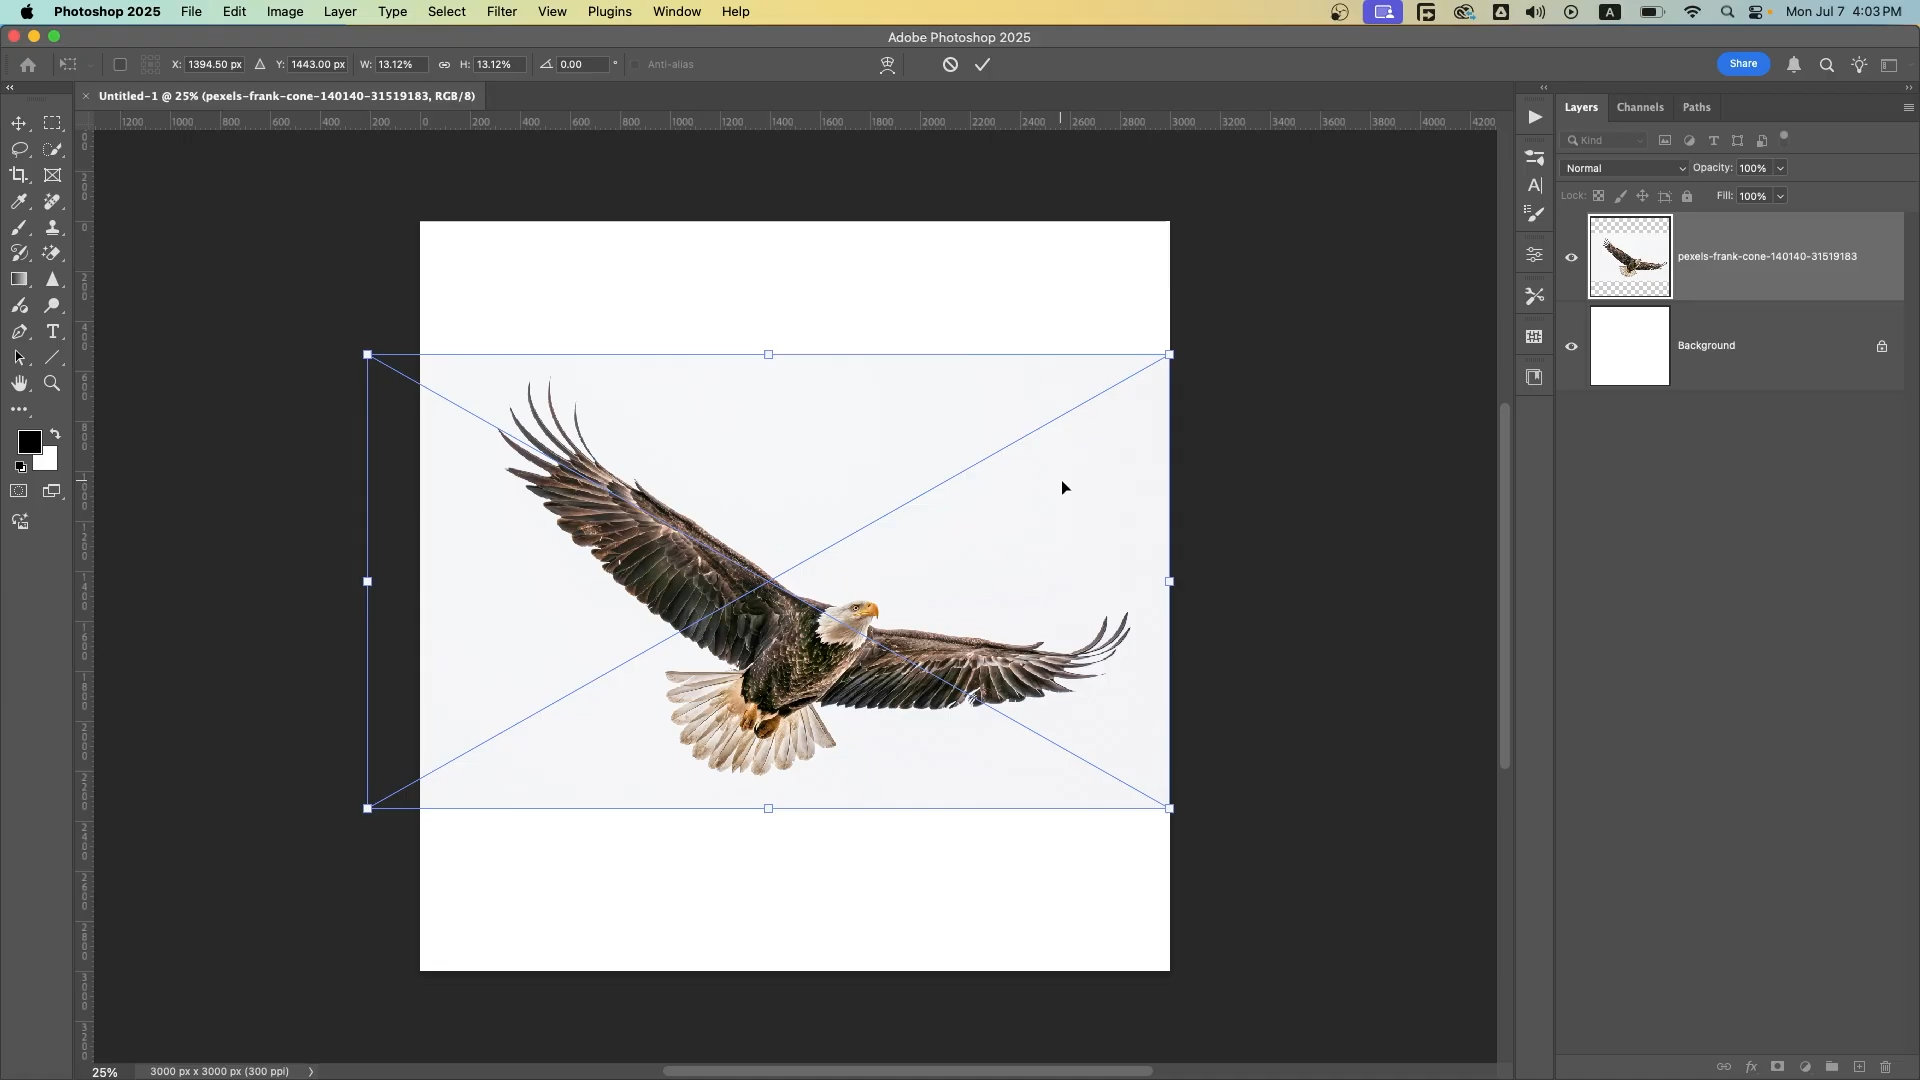 Photoshop 2025 File Edit Image Layer Type Select Filter View Plugins Window Help A Mon Jul 7 4:03 PM
Adobe Photoshop 2025
X: 1394.50 px Y: 1443.00 px W: 13.12% H: 13.12% 0.00 ° Anti-alias Share
Untitled-1 @ 25% (pexels-frank-cone-140140-31519183, RGB/8)
1200 1000 800 600 400 200 0 200 400 600 800 1000 1200 1400 1600 1800 2000 2200 2400 2600 2800 3000 3200 3400 3600 3800 4000 4200
Layers Channels Paths
Kind
Normal Opacity: 100%
Lock: Fill: 100%
pexels-frank-cone-140140-31519183
Background
25% 3000 px x 3000 px (300 ppi)